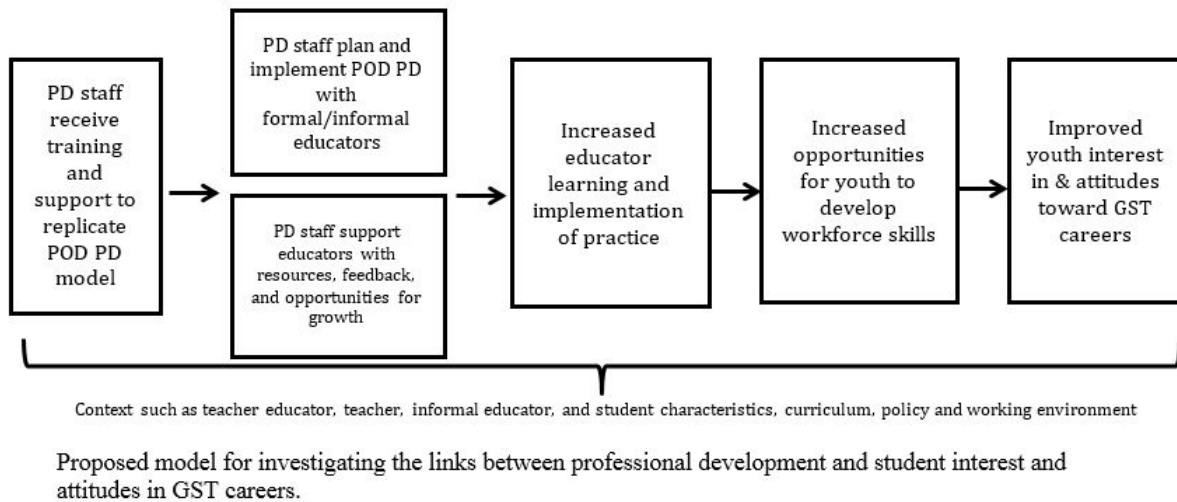 PD staff
receive
training
and
support to
replicate
POD PD
model
PD staff plan and
implement POD PD
with
formal/informal
educators
PD staff support
educators with
resources, feedback,
and opportunities for
growth
Increased
educator
learning and
implementation
of practice
Increased
opportunities
for youth to
develop
workforce skills
Improved
youth interest
in & attitudes
toward GST
careers
Context such as teacher educator, teacher, informal educator, and student characteristics, curriculum, policy and working environment
Proposed model for investigating the links between professional development and student interest and
attitudes in GST careers.